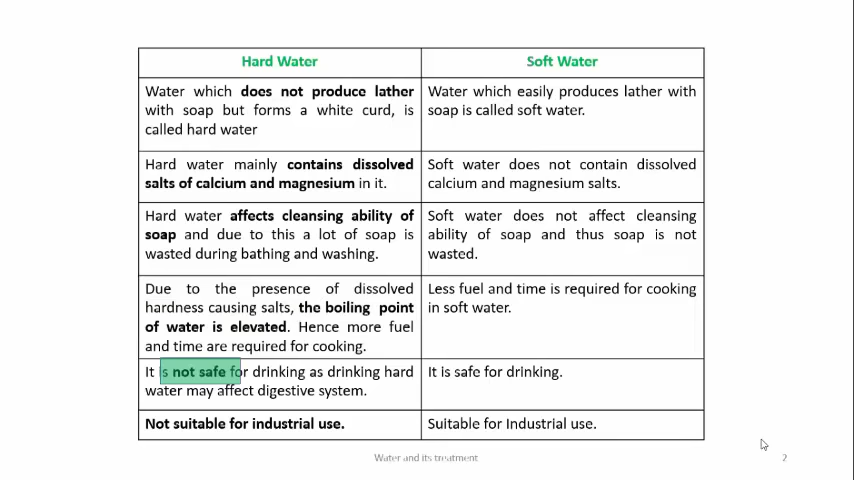 Hard Water
Soft Water
Water which does not produce lather
with soap but forms a white curd, is
called hard water
Water which easily produces lather with
soap is called soft water.
Hard water mainly contains dissolved
salts of calcium and magnesium in it.
Soft water does not contain dissolved
calcium and magnesium salts.
Hard water affects cleansing ability of
soap and due to this a lot of soap is
wasted during bathing and washing.
Soft water does not affect cleansing
ability of soap and thus soap is not
wasted.
Due to the presence of dissolved
hardness causing salts, the boiling point
of water is elevated. Hence more fuel
and time are required for cooking.
Less fuel and time is required for cooking
in soft water.
It is not safe for drinking as drinking hard
water may affect digestive system.
It is safe for drinking.
Not suitable for industrial use.
Suitable for Industrial use.
Water and its treatment
2